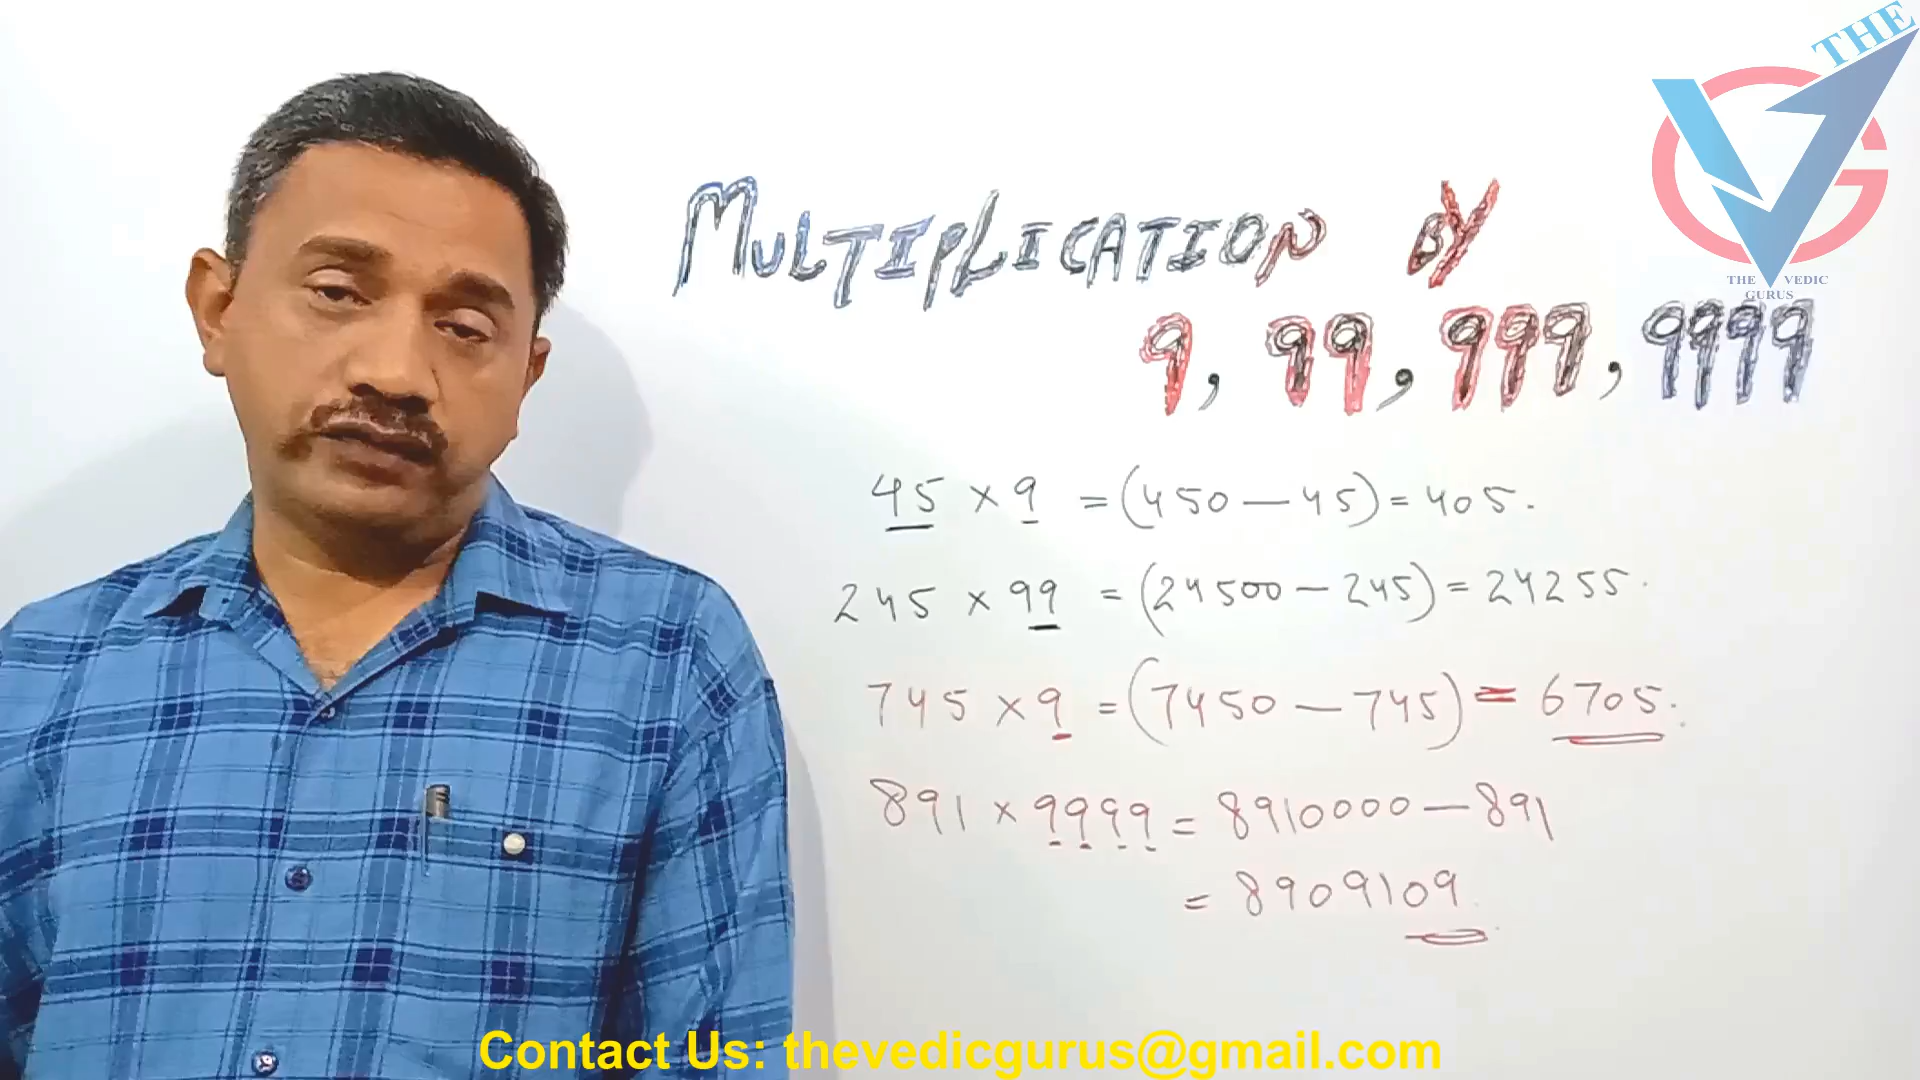 THE
THE VEDIC
GURUS
MULTIPLICATION BY
9, 99, 999, 9999
45 × 9 = (450 — 45) = 405.
245 × 99 = (24500 — 245) = 24255.
745 × 9 = (7450 — 745) = 6705.
891 × 9999 = 8910000 — 891
= 8909109.
Contact Us: thevedicgurus@gmail.com